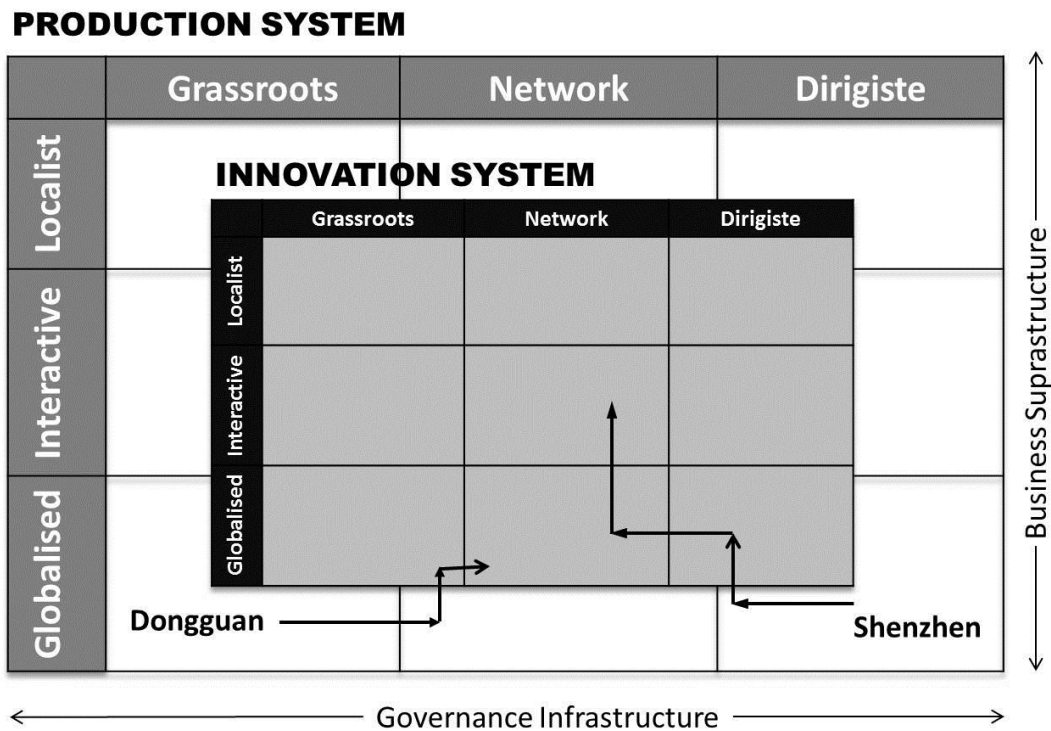 PRODUCTION SYSTEM
Grassroots
Network
Dirigiste
Localist
Interactive
Globalised
INNOVATION SYSTEM
Grassroots
Network
Dirigiste
Localist
Interactive
Globalised
Dongguan
Shenzhen
Business Suprastructure
Governance Infrastructure